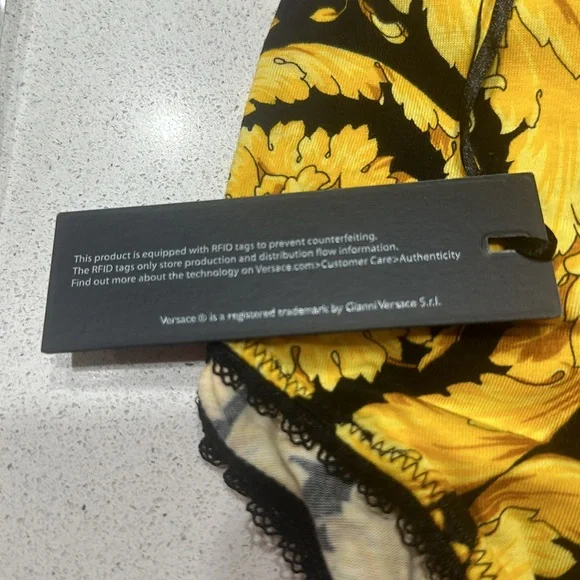 This product is equipped with RFID tags to prevent counterfeiting.
The RFID tags only store production and distribution flow information.
Find out more about the technology on Versace.com>Customer Care>Authenticity
Versace ® is a registered trademark by Gianni Versace S.r.l.